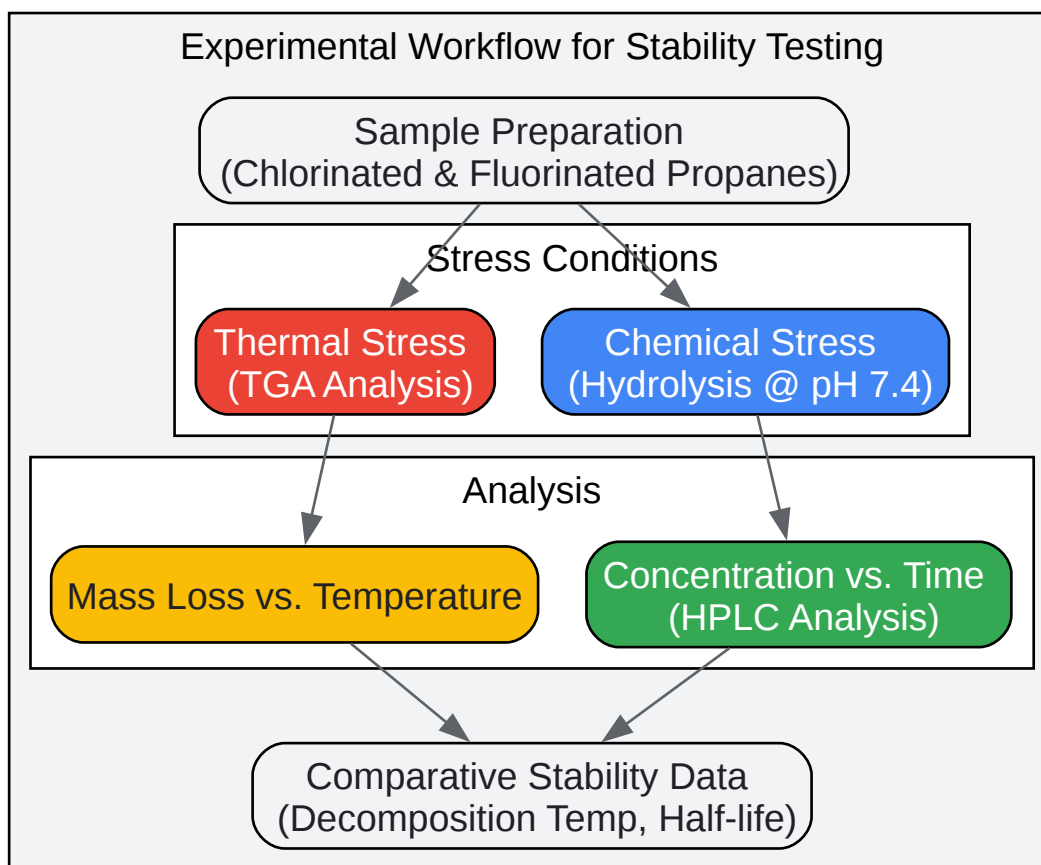 Experimental Workflow for Stability Testing
Sample Preparation
(Chlorinated & Fluorinated Propanes)
Stress Conditions
Thermal Stress
(TGA Analysis)
Chemical Stress
(Hydrolysis @ pH 7.4)
Analysis
Mass Loss vs. Temperature
Concentration vs. Time
(HPLC Analysis)
Comparative Stability Data
(Decomposition Temp, Half-life)